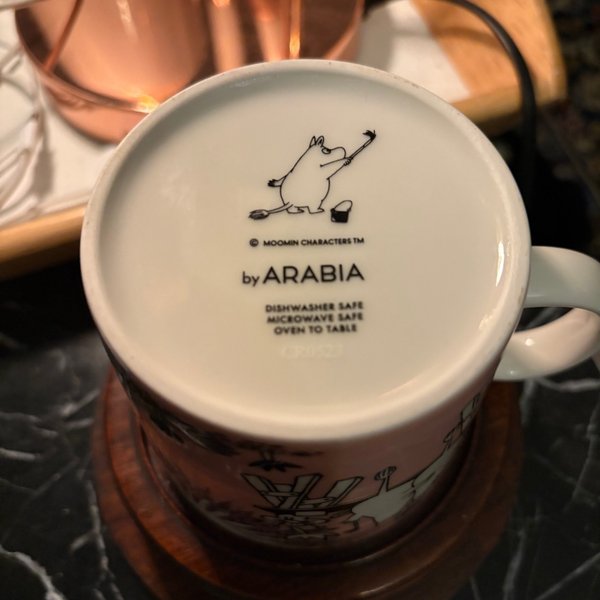 © MOOMIN CHARACTERS TM
by ARABIA
DISHWASHER SAFE
MICROWAVE SAFE
OVEN TO TABLE